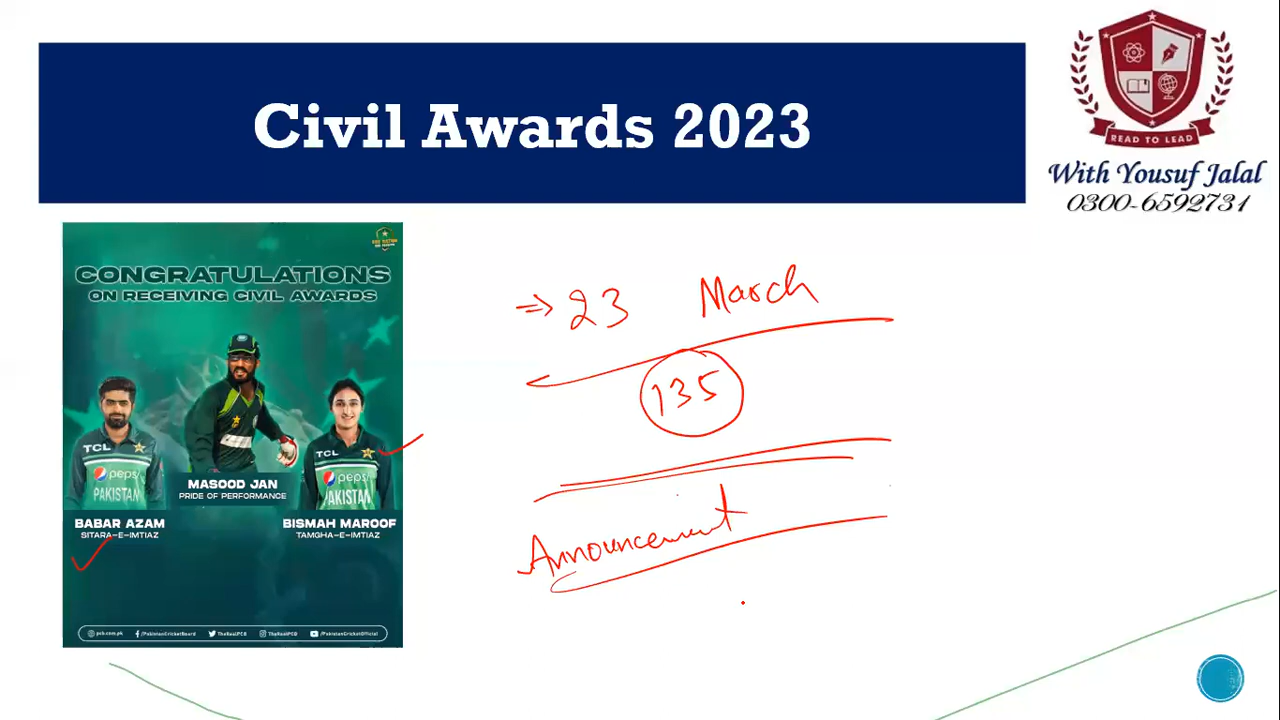 Civil Awards 2023
READ TO LEAD
With Yousuf Jalal
0300-6592731
CONGRATULATIONS
ON RECEIVING CIVIL AWARDS
MASOOD JAN
PRIDE OF PERFORMANCE
TCL
pepsi
PAKISTAN
TCL
pepsi
PAKISTAN
BABAR AZAM
SITARA-E-IMTIAZ
BISMAH MAROOF
TAMGHA-E-IMTIAZ
pcb.com.pk /PakistanCricketBoard TheRealPCB TheRealPCB /PakistanCricketOfficial
⇒ 23 March
135
Announcement